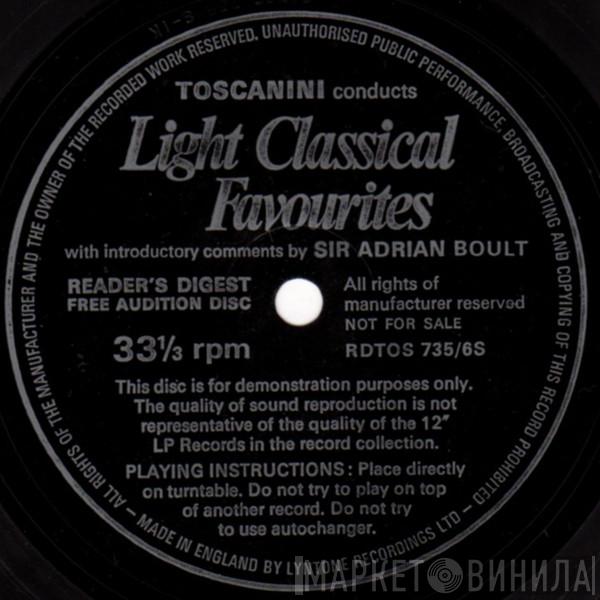 ALL RIGHTS OF THE MANUFACTURER AND THE OWNER OF THE RECORDED WORK RESERVED. UNAUTHORISED PUBLIC PERFORMANCE, BROADCASTING AND COPYING OF THIS RECORD PROHIBITED – MADE IN ENGLAND BY LYNTONE RECORDINGS LTD –
TOSCANINI conducts
Light Classical
Favourites
with introductory comments by SIR ADRIAN BOULT
READER'S DIGEST
FREE AUDITION DISC
33⅓ rpm
All rights of
manufacturer reserved
NOT FOR SALE
RDTOS 735/6S
This disc is for demonstration purposes only.
The quality of sound reproduction is not
representative of the quality of the 12″
LP Records in the record collection.
PLAYING INSTRUCTIONS: Place directly
on turntable. Do not try to play on top
of another record. Do not try
to use autochanger.
МАРКЕТ ВИНИЛА